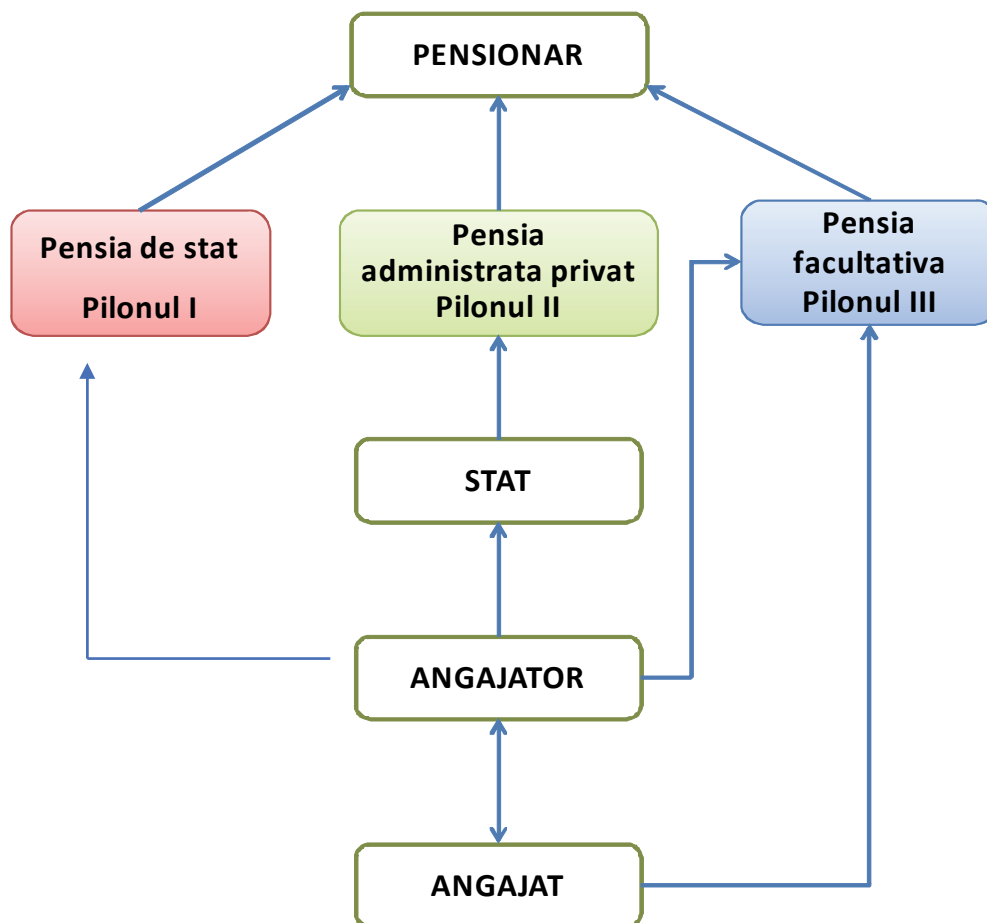 PENSIONAR
Pensia de stat
Pilonul I
Pensia
administrata privat
Pilonul II
Pensia
facultativa
Pilonul III
STAT
ANGAJATOR
ANGAJAT